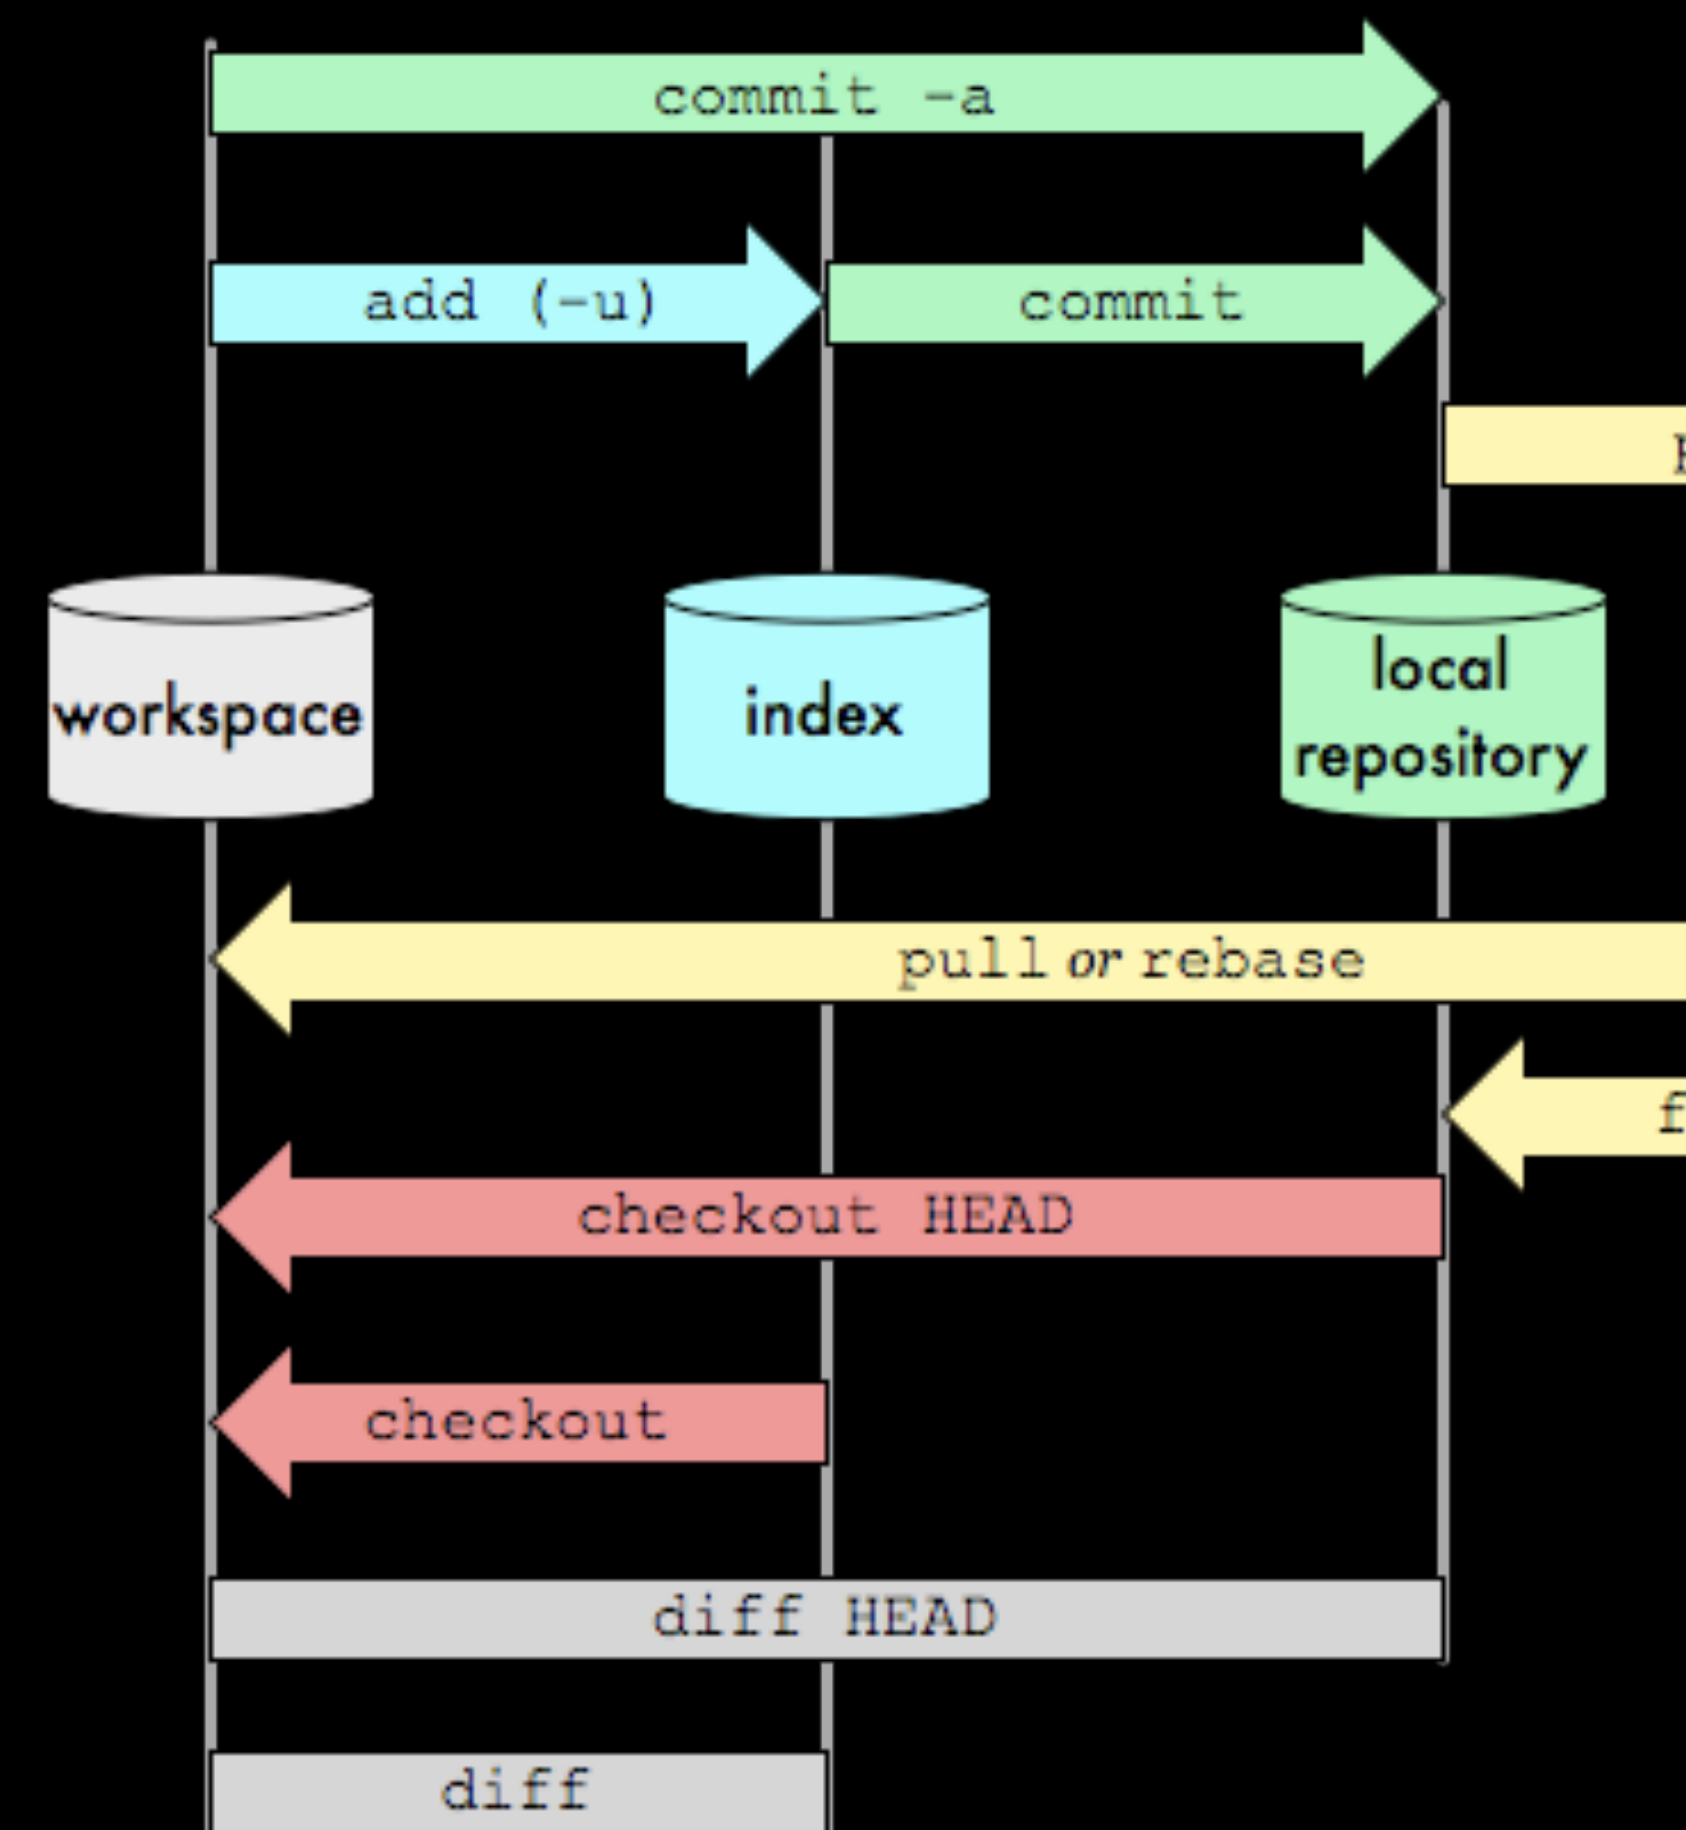 commit -a
add (-u)
commit
workspace
index
local
repository
pull or rebase
checkout HEAD
checkout
diff HEAD
diff